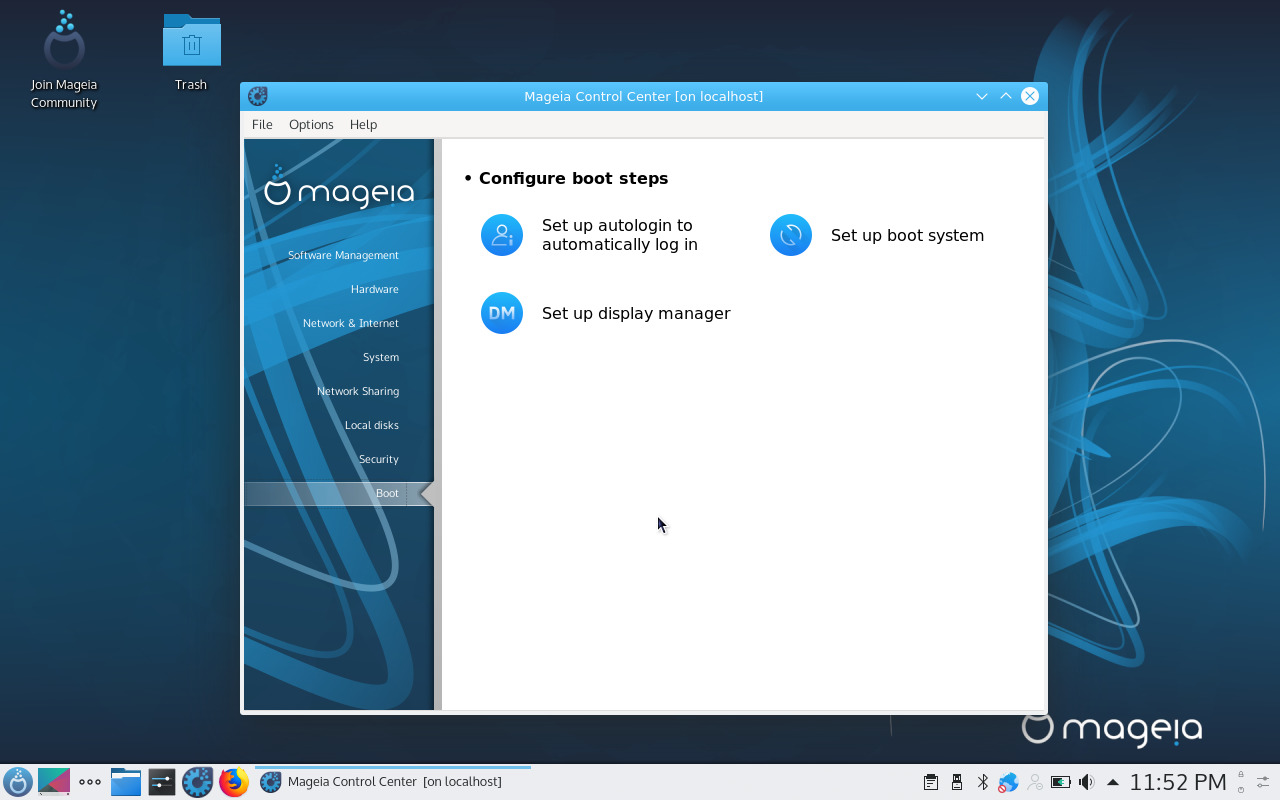 Join Mageia
Community
Trash
Mageia Control Center [on localhost]
File Options Help
mageia
Software Management
Hardware
Network & Internet
System
Network Sharing
Local disks
Security
Boot
• Configure boot steps
Set up autologin to
automatically log in
Set up boot system
DM
Set up display manager
mageia
Mageia Control Center [on localhost]
11:52 PM